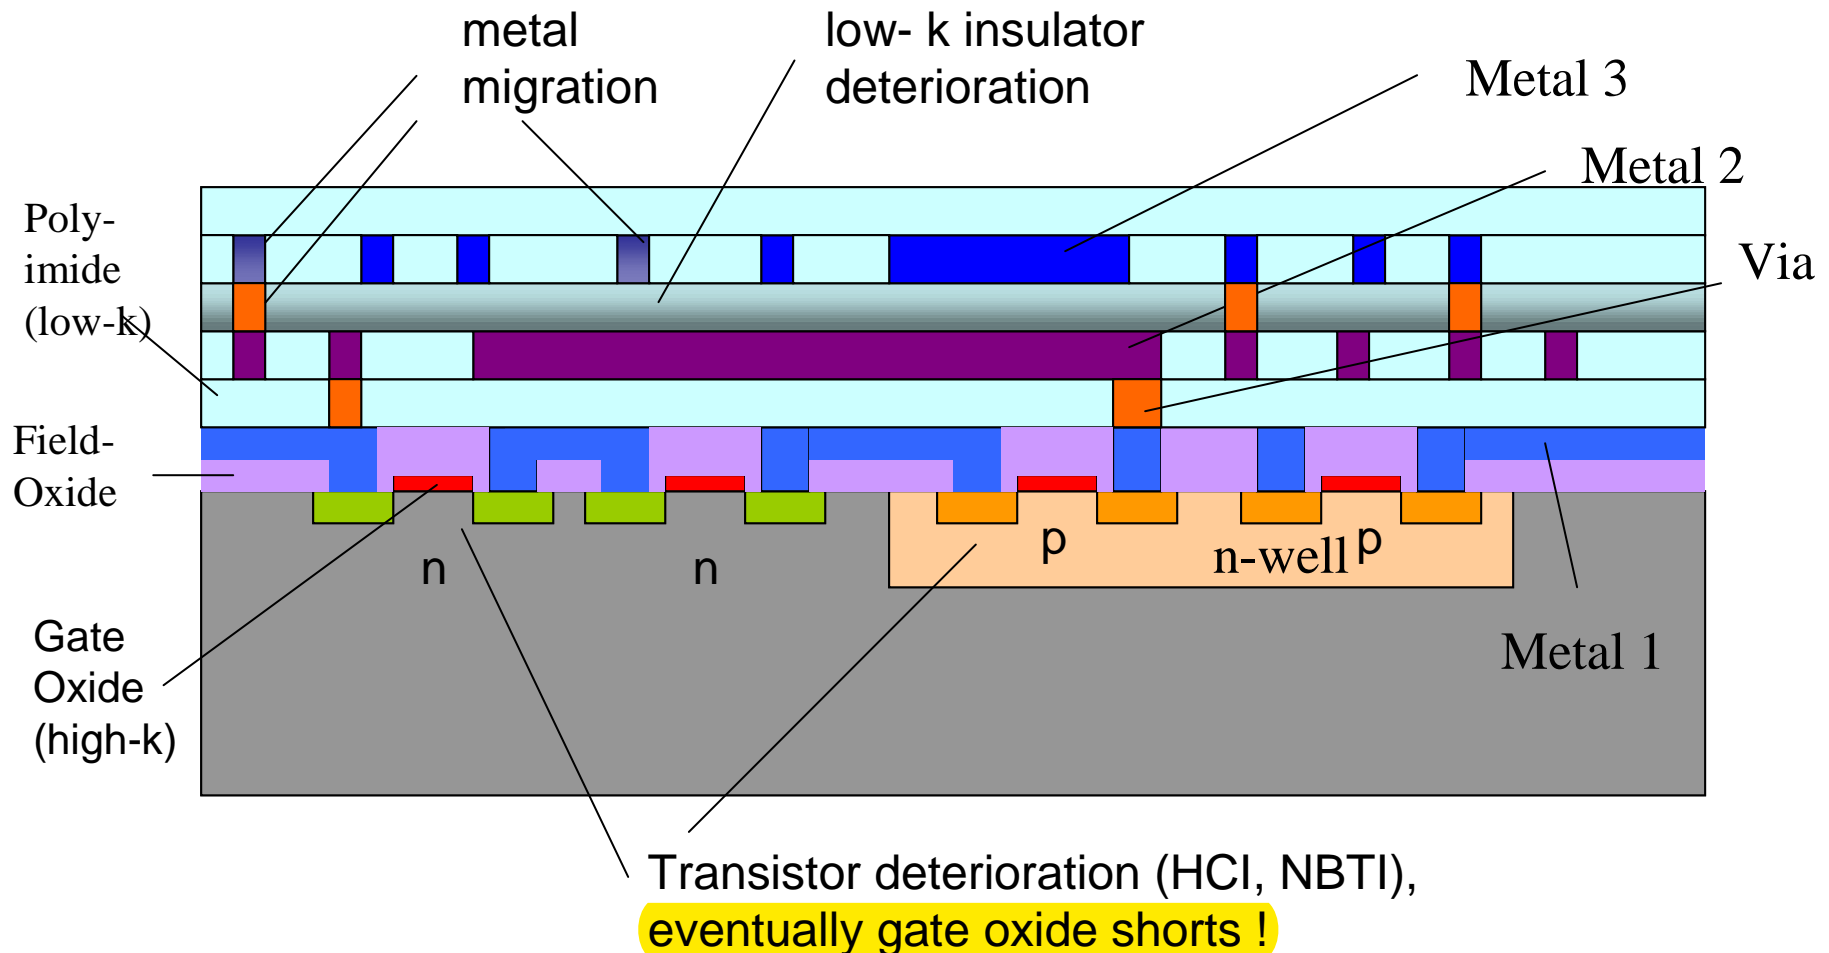 metal
migration
low- k insulator
deterioration
Metal 3
Metal 2
Via
Poly-
imide
(low-k)
Field-
Oxide
n
n
p
n-well
p
Gate
Oxide
(high-k)
Metal 1
Transistor deterioration (HCI, NBTI),
eventually gate oxide shorts !